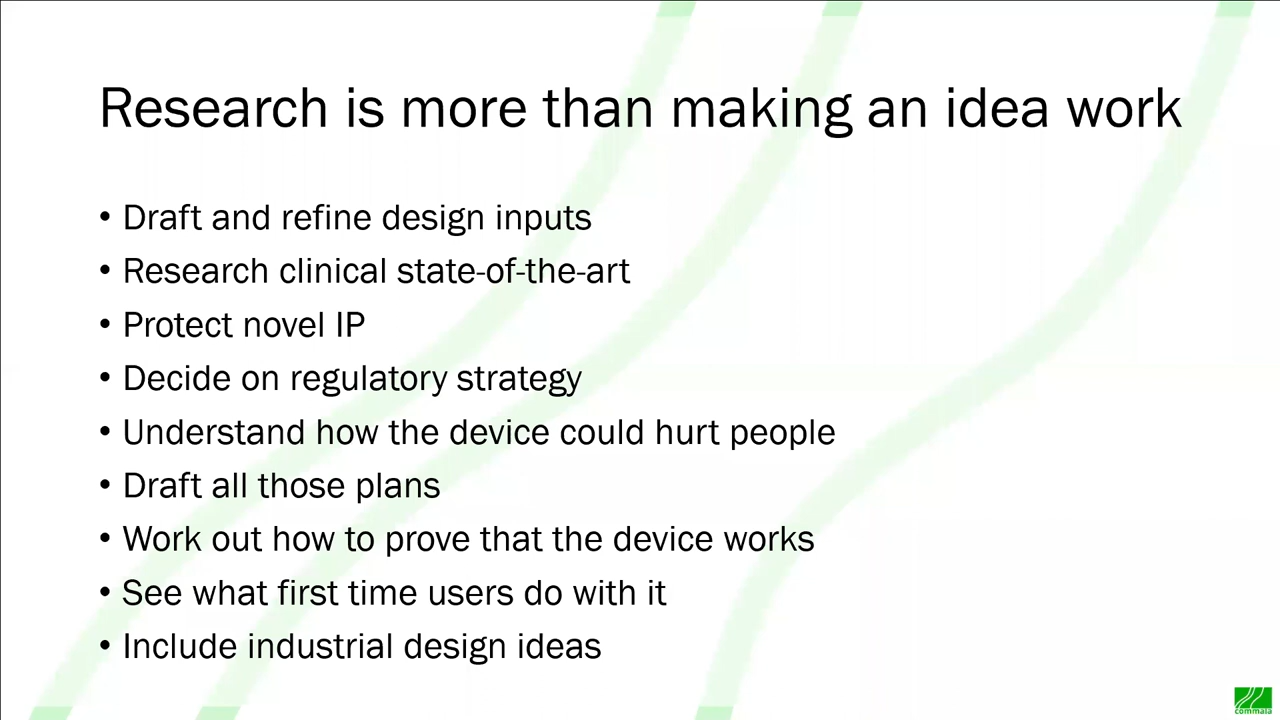 Research is more than making an idea work
• Draft and refine design inputs
• Research clinical state-of-the-art
• Protect novel IP
• Decide on regulatory strategy
• Understand how the device could hurt people
• Draft all those plans
• Work out how to prove that the device works
• See what first time users do with it
• Include industrial design ideas
commaia